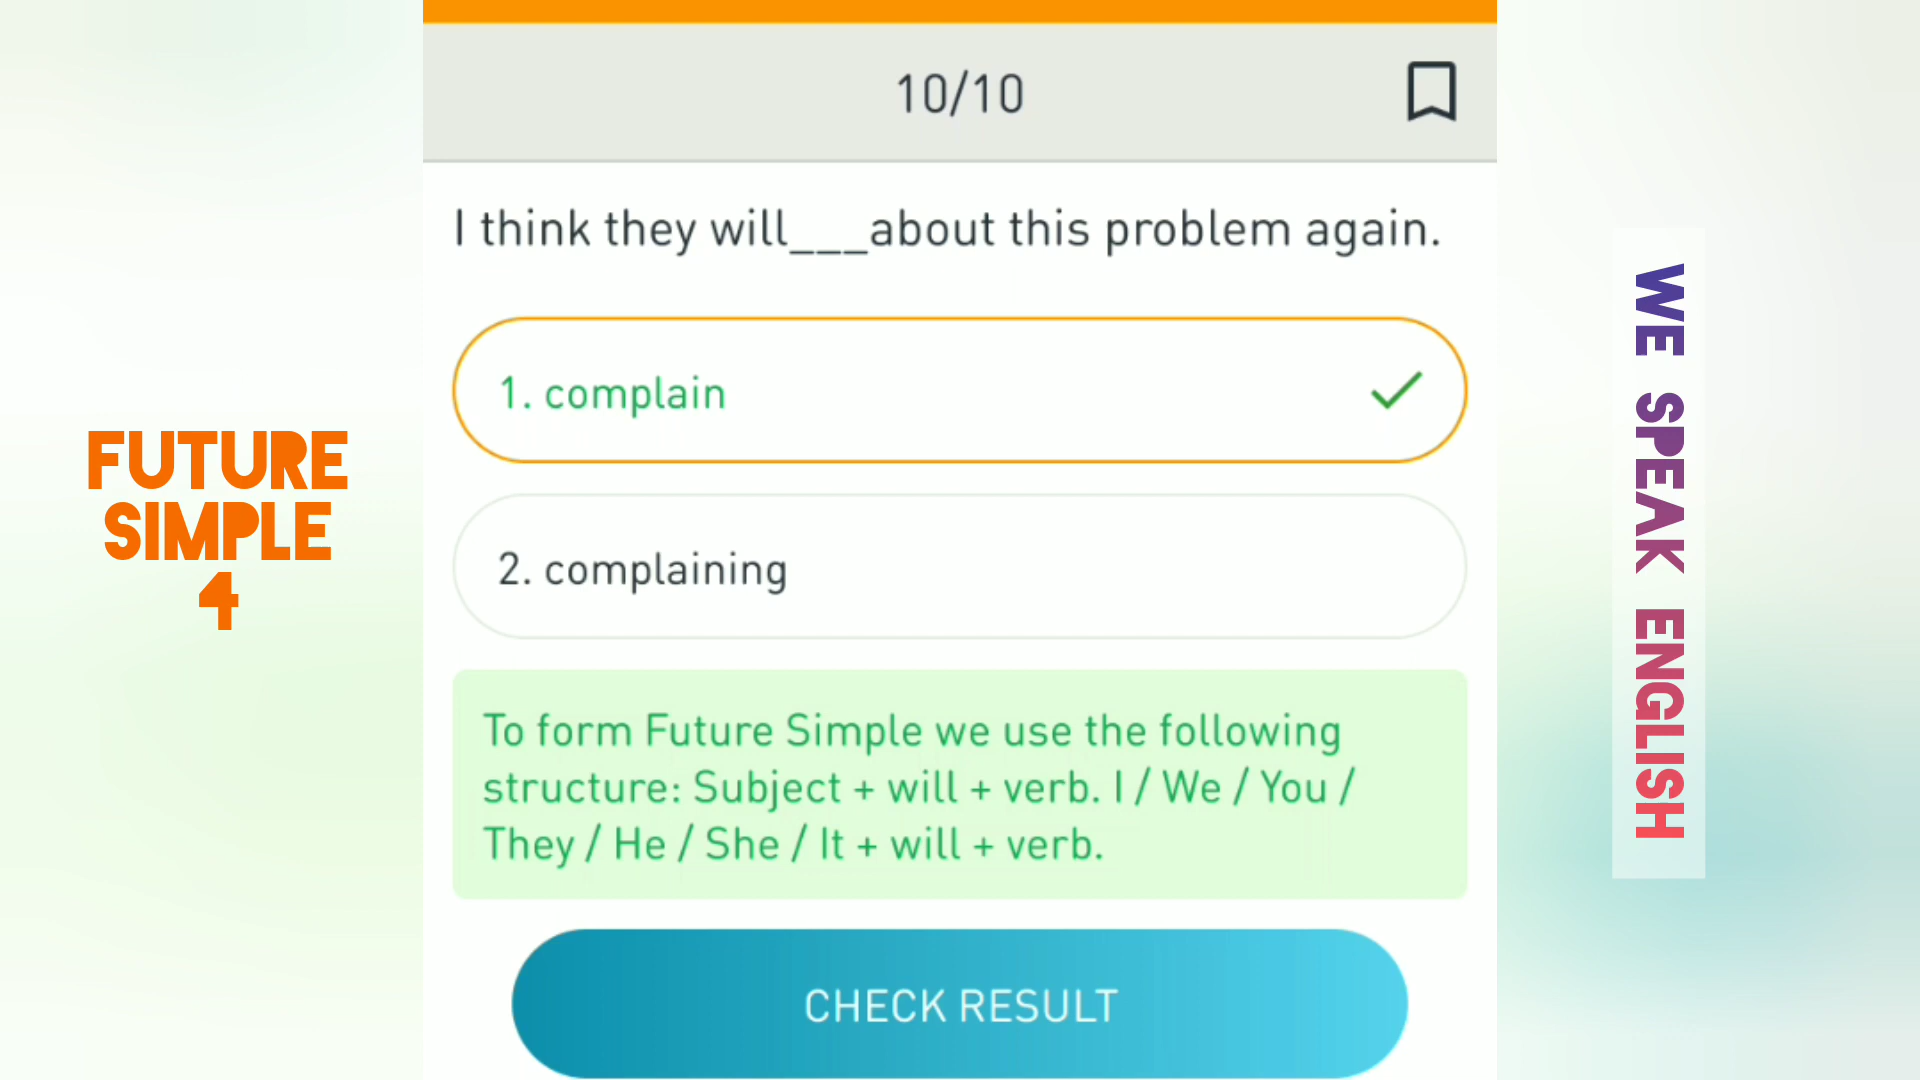 FUTURE
SIMPLE
4
10/10
I think they will___about this problem again.
1. complain
2. complaining
To form Future Simple we use the following
structure: Subject + will + verb. I / We / You /
They / He / She / It + will + verb.
CHECK RESULT
WE SPEAK ENGLISH